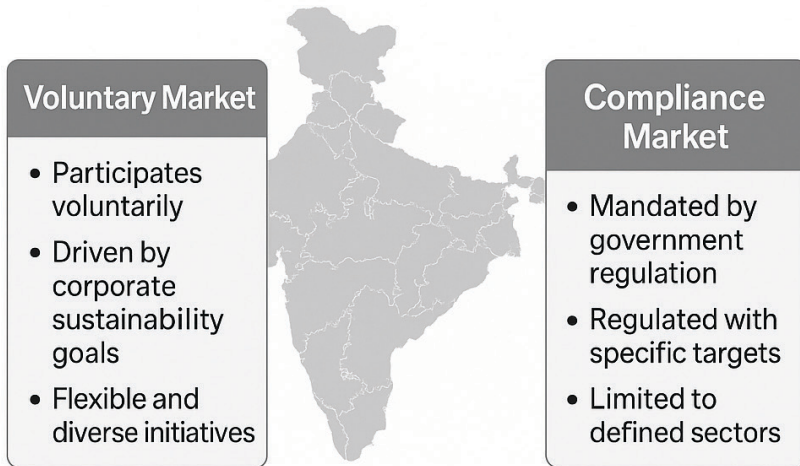 Voluntary Market
• Participates
voluntarily
• Driven by
corporate
sustainability
goals
• Flexible and
diverse initiatives
Compliance
Market
• Mandated by
government
regulation
• Regulated with
specific targets
• Limited to
defined sectors